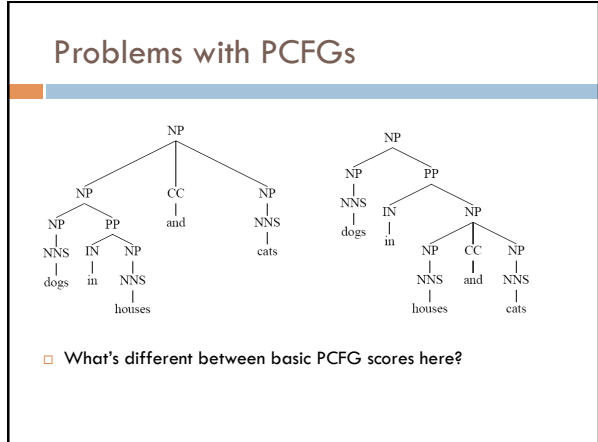 Problems with PCFGs
NP
NP CC NP
NP PP and NNS
NNS IN NP cats
dogs in NNS
houses
NP
NP PP
NNS IN NP
dogs in NP CC NP
NNS and NNS
houses cats
What's different between basic PCFG scores here?